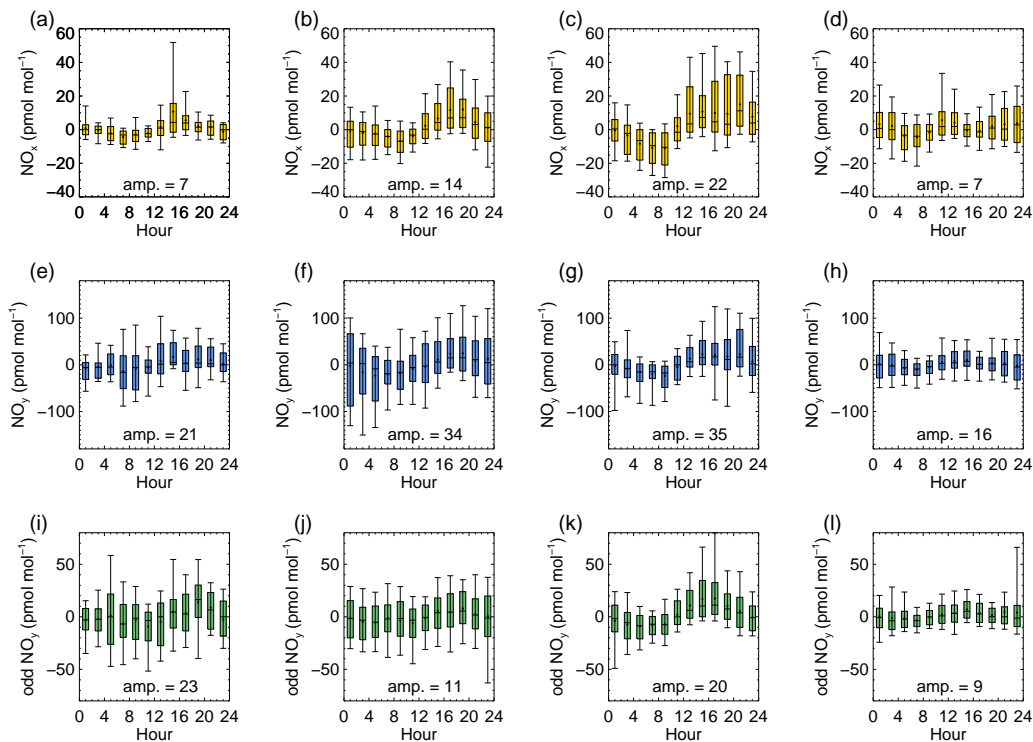 (a) (b) (c) (d)
NOx (pmol mol−1) NOx (pmol mol−1) NOx (pmol mol−1) NOx (pmol mol−1)
60 60 60 60
40 40 40 40
20 20 20 20
0 0 0 0
−20 −20 −20 −20
−40 −40 −40 −40
amp. = 7 amp. = 14 amp. = 22 amp. = 7
0 4 8 12 16 20 24 0 4 8 12 16 20 24 0 4 8 12 16 20 24 0 4 8 12 16 20 24
Hour Hour Hour Hour
(e) (f) (g) (h)
NOy (pmol mol−1) NOy (pmol mol−1) NOy (pmol mol−1) NOy (pmol mol−1)
100 100 100 100
0 0 0 0
−100 −100 −100 −100
amp. = 21 amp. = 34 amp. = 35 amp. = 16
0 4 8 12 16 20 24 0 4 8 12 16 20 24 0 4 8 12 16 20 24 0 4 8 12 16 20 24
Hour Hour Hour Hour
(i) (j) (k) (l)
odd NOy (pmol mol−1) odd NOy (pmol mol−1) odd NOy (pmol mol−1) odd NOy (pmol mol−1)
50 50 50 50
0 0 0 0
−50 −50 −50 −50
amp. = 23 amp. = 11 amp. = 20 amp. = 9
0 4 8 12 16 20 24 0 4 8 12 16 20 24 0 4 8 12 16 20 24 0 4 8 12 16 20 24
Hour Hour Hour Hour